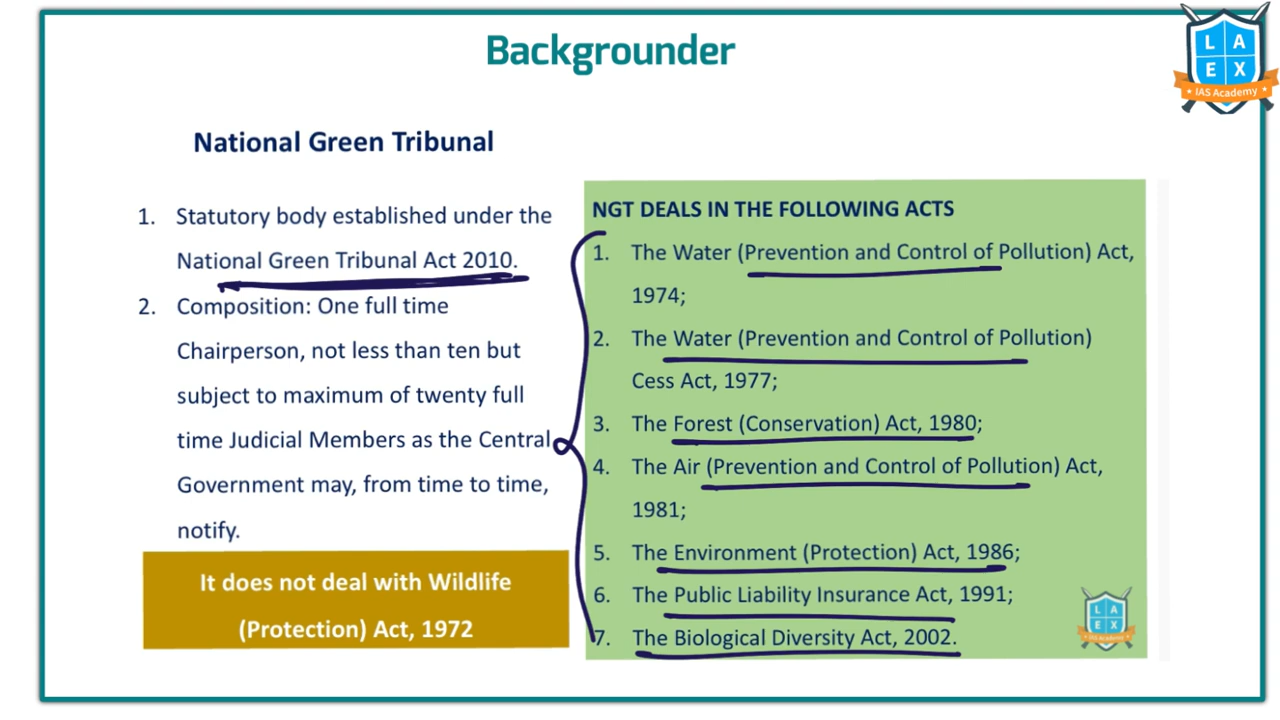 Backgrounder
L A
E X
IAS Academy
National Green Tribunal
1. Statutory body established under the
National Green Tribunal Act 2010.
2. Composition: One full time
Chairperson, not less than ten but
subject to maximum of twenty full
time Judicial Members as the Central
Government may, from time to time,
notify.
It does not deal with Wildlife
(Protection) Act, 1972
NGT DEALS IN THE FOLLOWING ACTS
1. The Water (Prevention and Control of Pollution) Act,
1974;
2. The Water (Prevention and Control of Pollution)
Cess Act, 1977;
3. The Forest (Conservation) Act, 1980;
4. The Air (Prevention and Control of Pollution) Act,
1981;
5. The Environment (Protection) Act, 1986;
6. The Public Liability Insurance Act, 1991;
7. The Biological Diversity Act, 2002.
L A
E X
IAS Academy